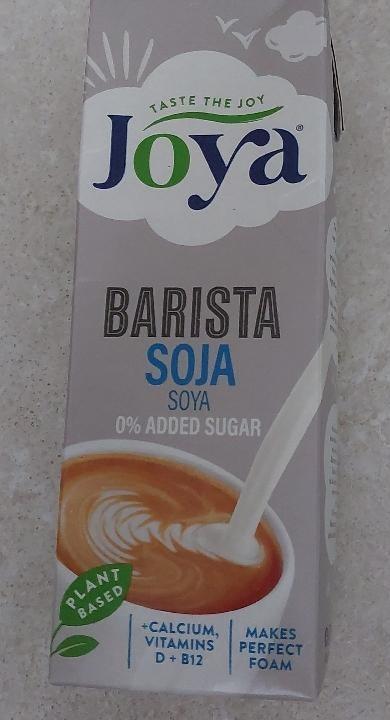 TASTE THE JOY
Joya®
BARISTA
SOJA
SOYA
0% ADDED SUGAR
PLANT
BASED
+CALCIUM,
VITAMINS
D + B12
MAKES
PERFECT
FOAM